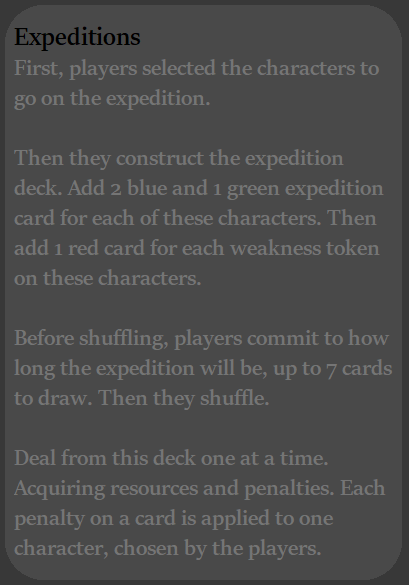 Expeditions
First, players selected the characters to
go on the expedition.
Then they construct the expedition
deck. Add 2 blue and 1 green expedition
card for each of these characters. Then
add 1 red card for each weakness token
on these characters.
Before shuffling, players commit to how
long the expedition will be, up to 7 cards
to draw. Then they shuffle.
Deal from this deck one at a time.
Acquiring resources and penalties. Each
penalty on a card is applied to one
character, chosen by the players.